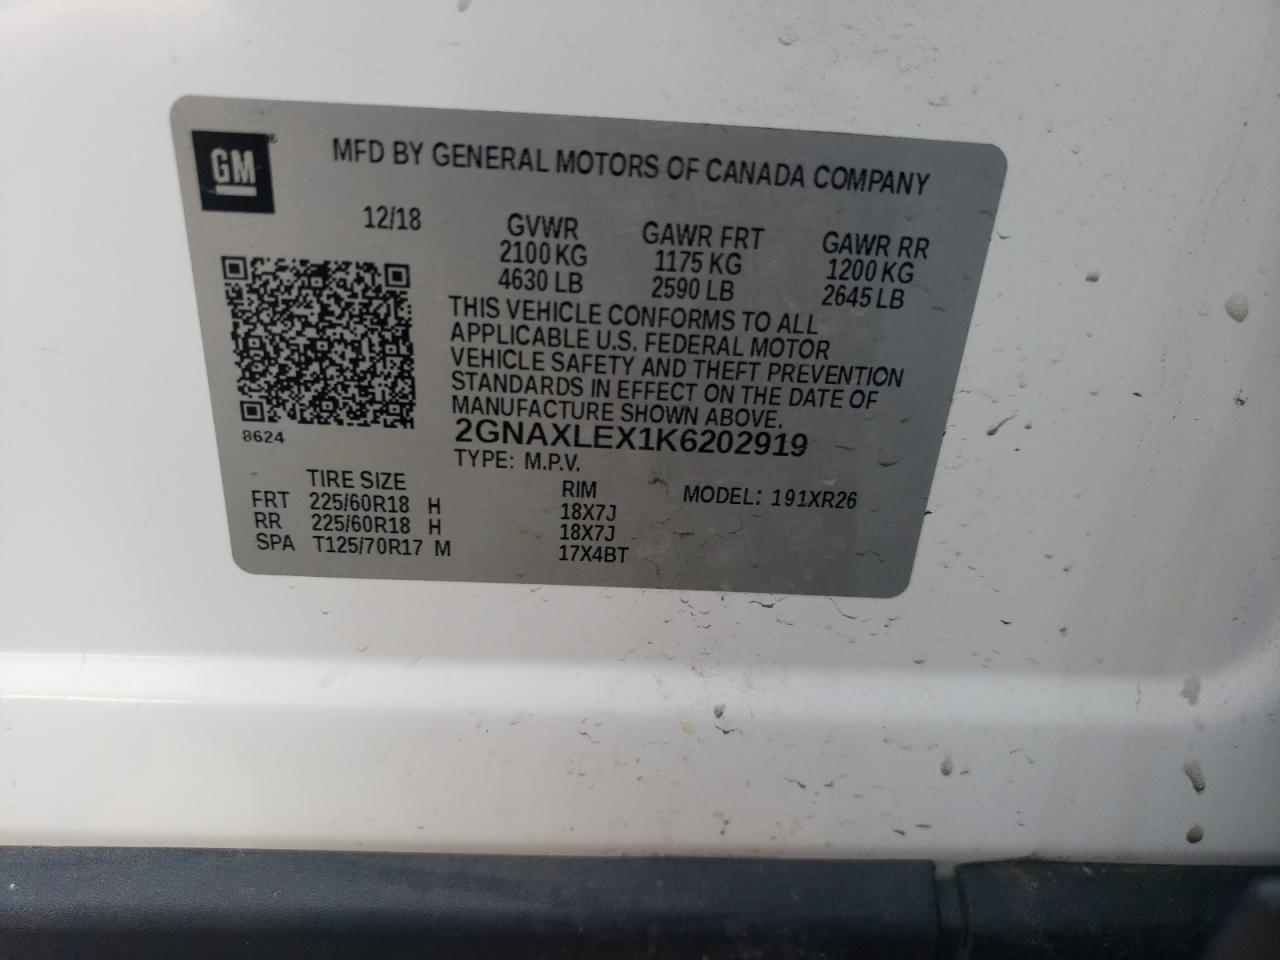 GM®
MFD BY GENERAL MOTORS OF CANADA COMPANY
12/18 GVWR GAWR FRT GAWR RR
2100 KG 1175 KG 1200 KG
4630 LB 2590 LB 2645 LB
THIS VEHICLE CONFORMS TO ALL
APPLICABLE U.S. FEDERAL MOTOR
VEHICLE SAFETY AND THEFT PREVENTION
STANDARDS IN EFFECT ON THE DATE OF
MANUFACTURE SHOWN ABOVE.
8624 2GNAXLEX1K6202919
TYPE: M.P.V.
TIRE SIZE RIM MODEL: 191XR26
FRT 225/60R18 H 18X7J
RR 225/60R18 H 18X7J
SPA T125/70R17 M 17X4BT